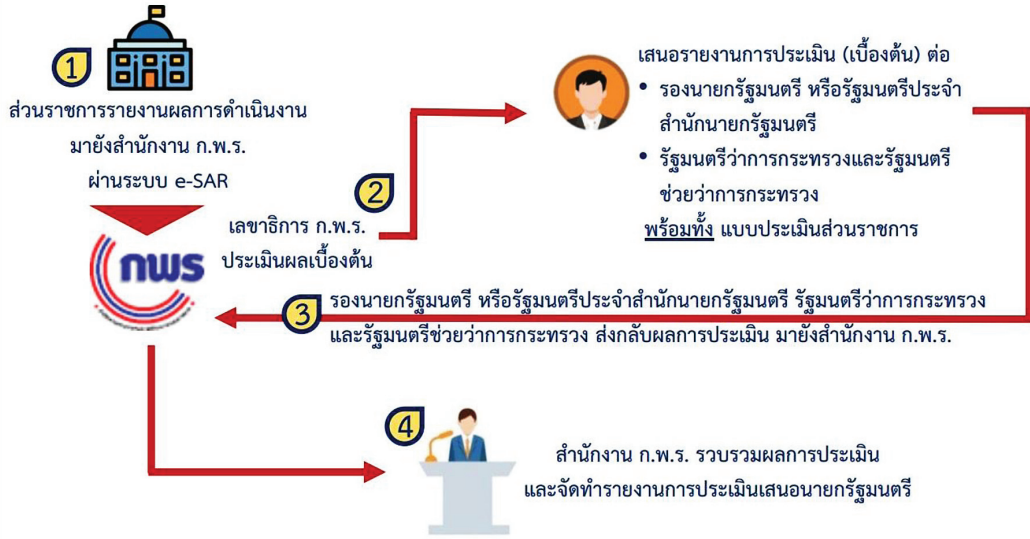 1
ส่วนราชการรายงานผลการดำเนินงาน
มายังสำนักงาน ก.พ.ร.
ผ่านระบบ e-SAR
กพร
2
เลขาธิการ ก.พ.ร.
ประเมินผลเบื้องต้น
เสนอรายงานการประเมิน (เบื้องต้น) ต่อ
• รองนายกรัฐมนตรี หรือรัฐมนตรีประจำ
สำนักนายกรัฐมนตรี
• รัฐมนตรีว่าการกระทรวงและรัฐมนตรี
ช่วยว่าการกระทรวง
พร้อมทั้ง แบบประเมินส่วนราชการ
3
รองนายกรัฐมนตรี หรือรัฐมนตรีประจำสำนักนายกรัฐมนตรี รัฐมนตรีว่าการกระทรวง
และรัฐมนตรีช่วยว่าการกระทรวง ส่งกลับผลการประเมิน มายังสำนักงาน ก.พ.ร.
4
สำนักงาน ก.พ.ร. รวบรวมผลการประเมิน
และจัดทำรายงานการประเมินเสนอนายกรัฐมนตรี